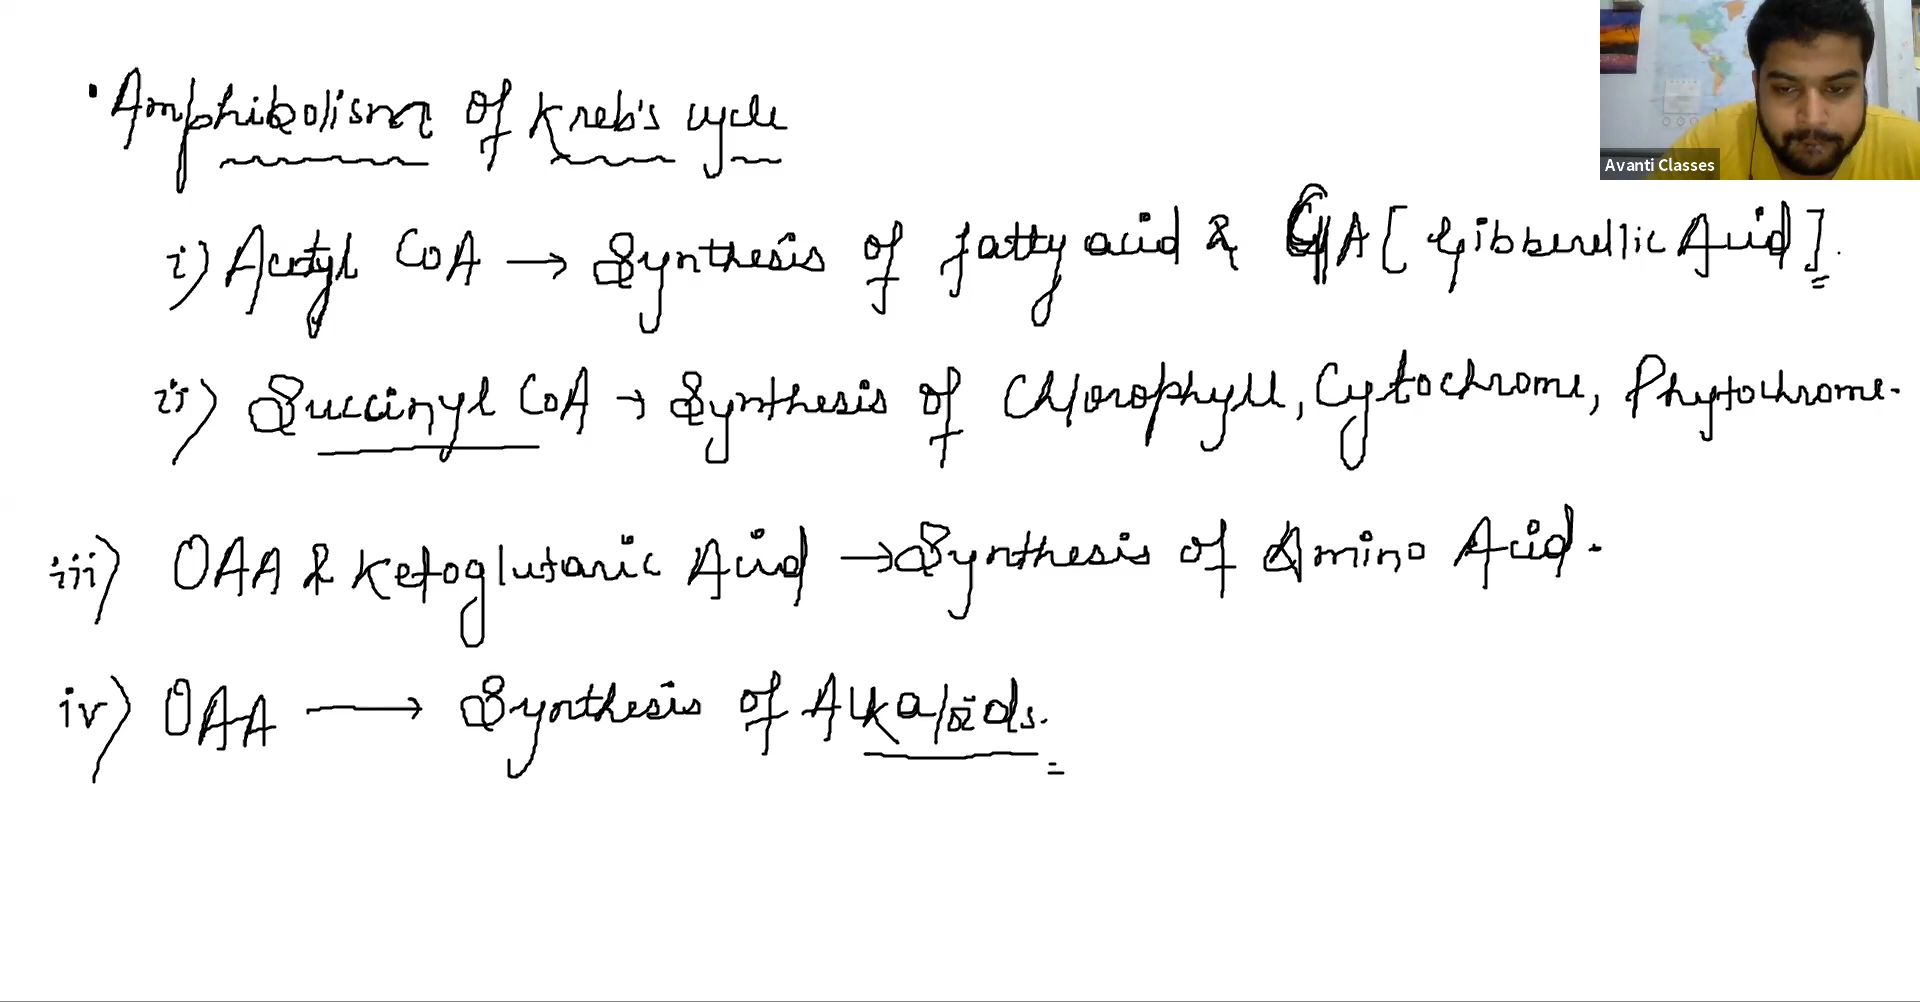 • Amphibolism of Kreb's cycle
Avanti Classes
i) Acetyl CoA → Synthesis of fatty acid & GA [Gibberellic Acid].
ii) Succinyl CoA → Synthesis of Chlorophyll, Cytochrome, Phytochrome.
iii) OAA & Ketoglutaric Acid → Synthesis of Amino Acid.
iv) OAA → Synthesis of Alkaloids.